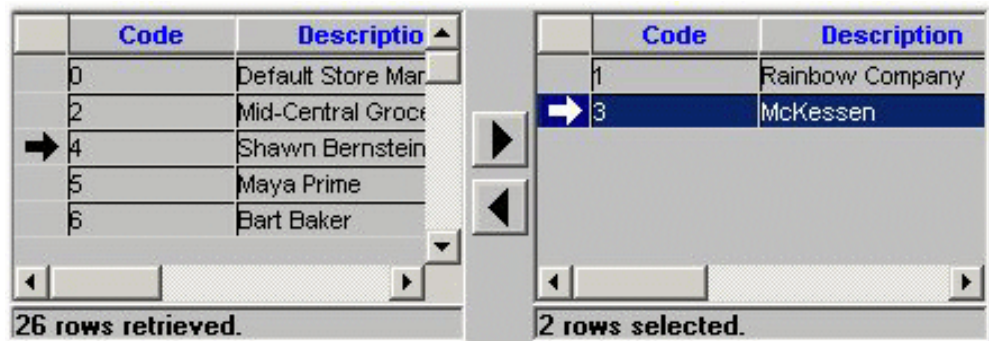 Code Descriptio
0 Default Store Mar
2 Mid-Central Groce
4 Shawn Bernstein
5 Maya Prime
6 Bart Baker
26 rows retrieved.
Code Description
1 Rainbow Company
3 McKessen
2 rows selected.